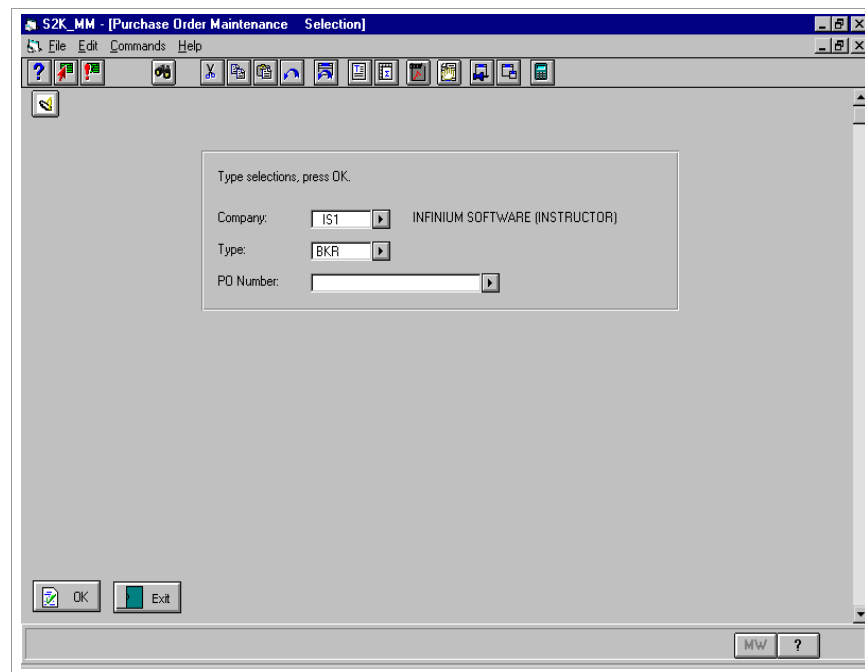 S2K_MM - [Purchase Order Maintenance Selection]
File Edit Commands Help
Type selections, press OK.
Company: IS1 INFINIUM SOFTWARE (INSTRUCTOR)
Type: BKR
PO Number:
OK Exit
MW ?